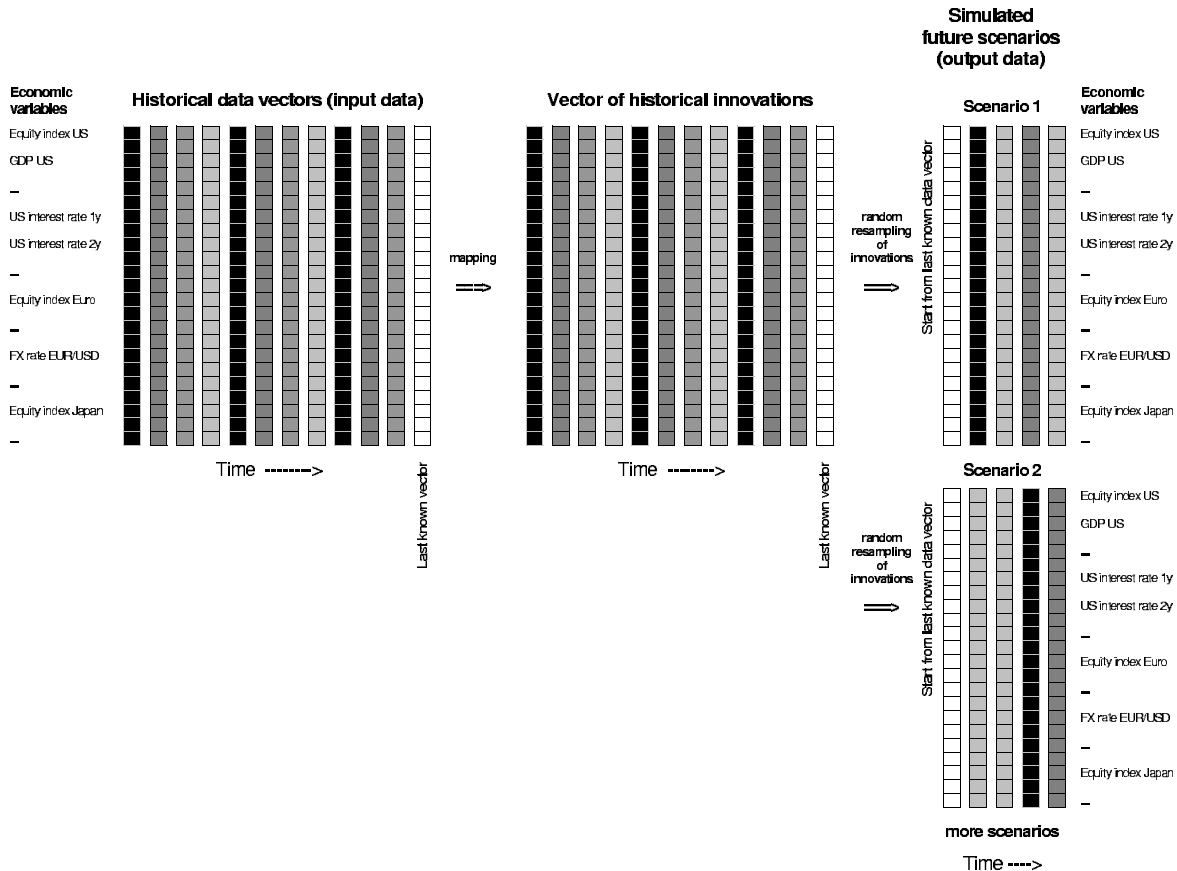 Simulated
future scenarios
(output data)
Economic
variables
Historical data vectors (input data)
Vector of historical innovations
Scenario 1
Economic
variables
Equity index US
GDP US
–
US interest rate 1y
US interest rate 2y
–
Equity index Euro
–
FX rate EUR/USD
–
Equity index Japan
–
Time -------->
Last known vector
mapping
===>
Time -------->
Last known vector
random
resampling
of
innovations
===>
Start from last known data vector
Equity index US
GDP US
–
US interest rate 1y
US interest rate 2y
–
Equity index Euro
–
FX rate EUR/USD
–
Equity index Japan
–
Scenario 2
random
resampling
of
innovations
===>
Start from last known data vector
Equity index US
GDP US
–
US interest rate 1y
US interest rate 2y
–
Equity index Euro
–
FX rate EUR/USD
–
Equity index Japan
–
more scenarios
Time ---->